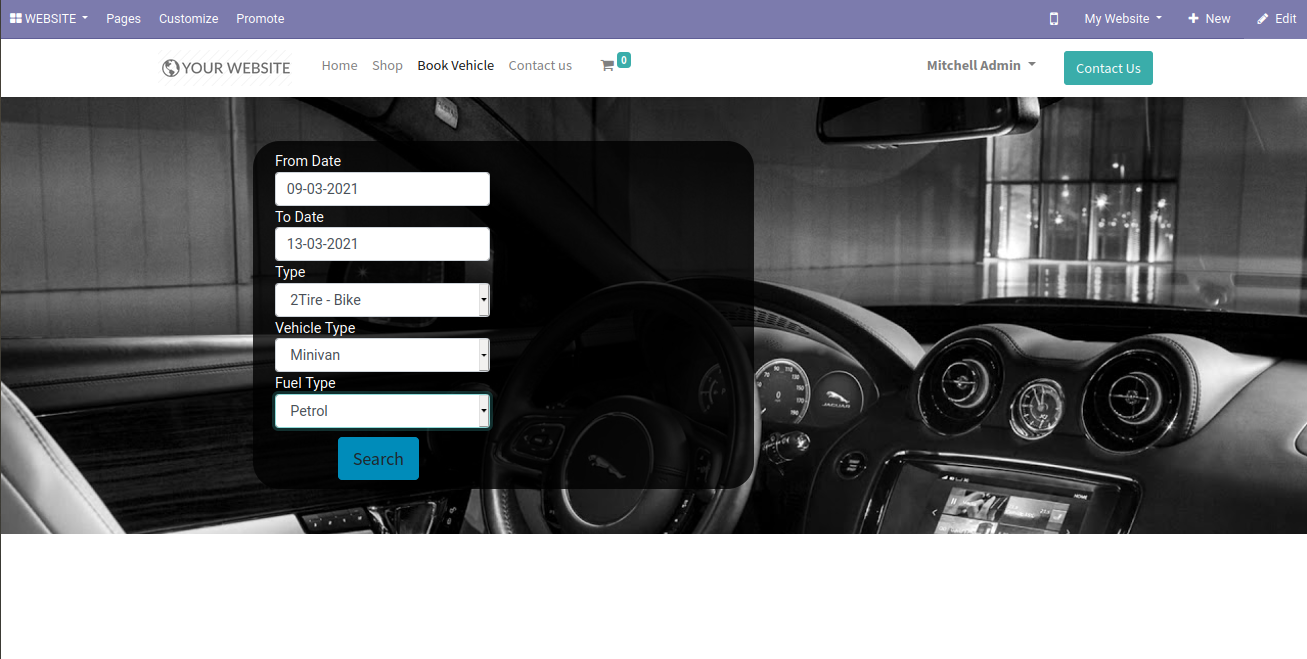 WEBSITE Pages Customize Promote My Website New Edit
YOUR WEBSITE Home Shop Book Vehicle Contact us 0 Mitchell Admin Contact Us
From Date
09-03-2021
To Date
13-03-2021
Type
2Tire - Bike
Vehicle Type
Minivan
Fuel Type
Petrol
Search
JAGUAR
HOME